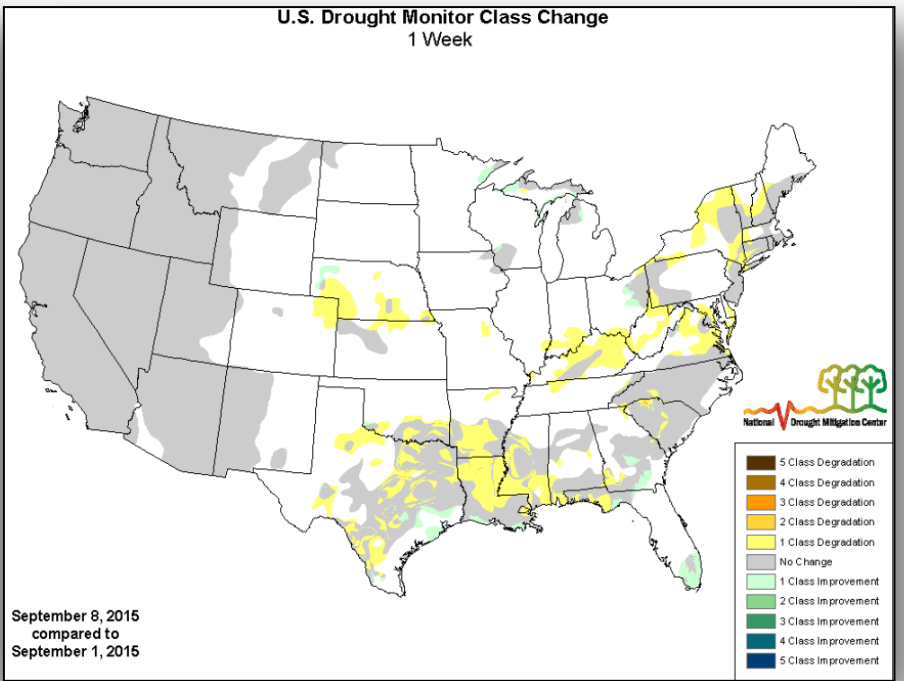 U.S. Drought Monitor Class Change
1 Week
National Drought Mitigation Center
5 Class Degradation
4 Class Degradation
3 Class Degradation
2 Class Degradation
1 Class Degradation
No Change
1 Class Improvement
2 Class Improvement
3 Class Improvement
4 Class Improvement
5 Class Improvement
September 8, 2015
compared to
September 1, 2015